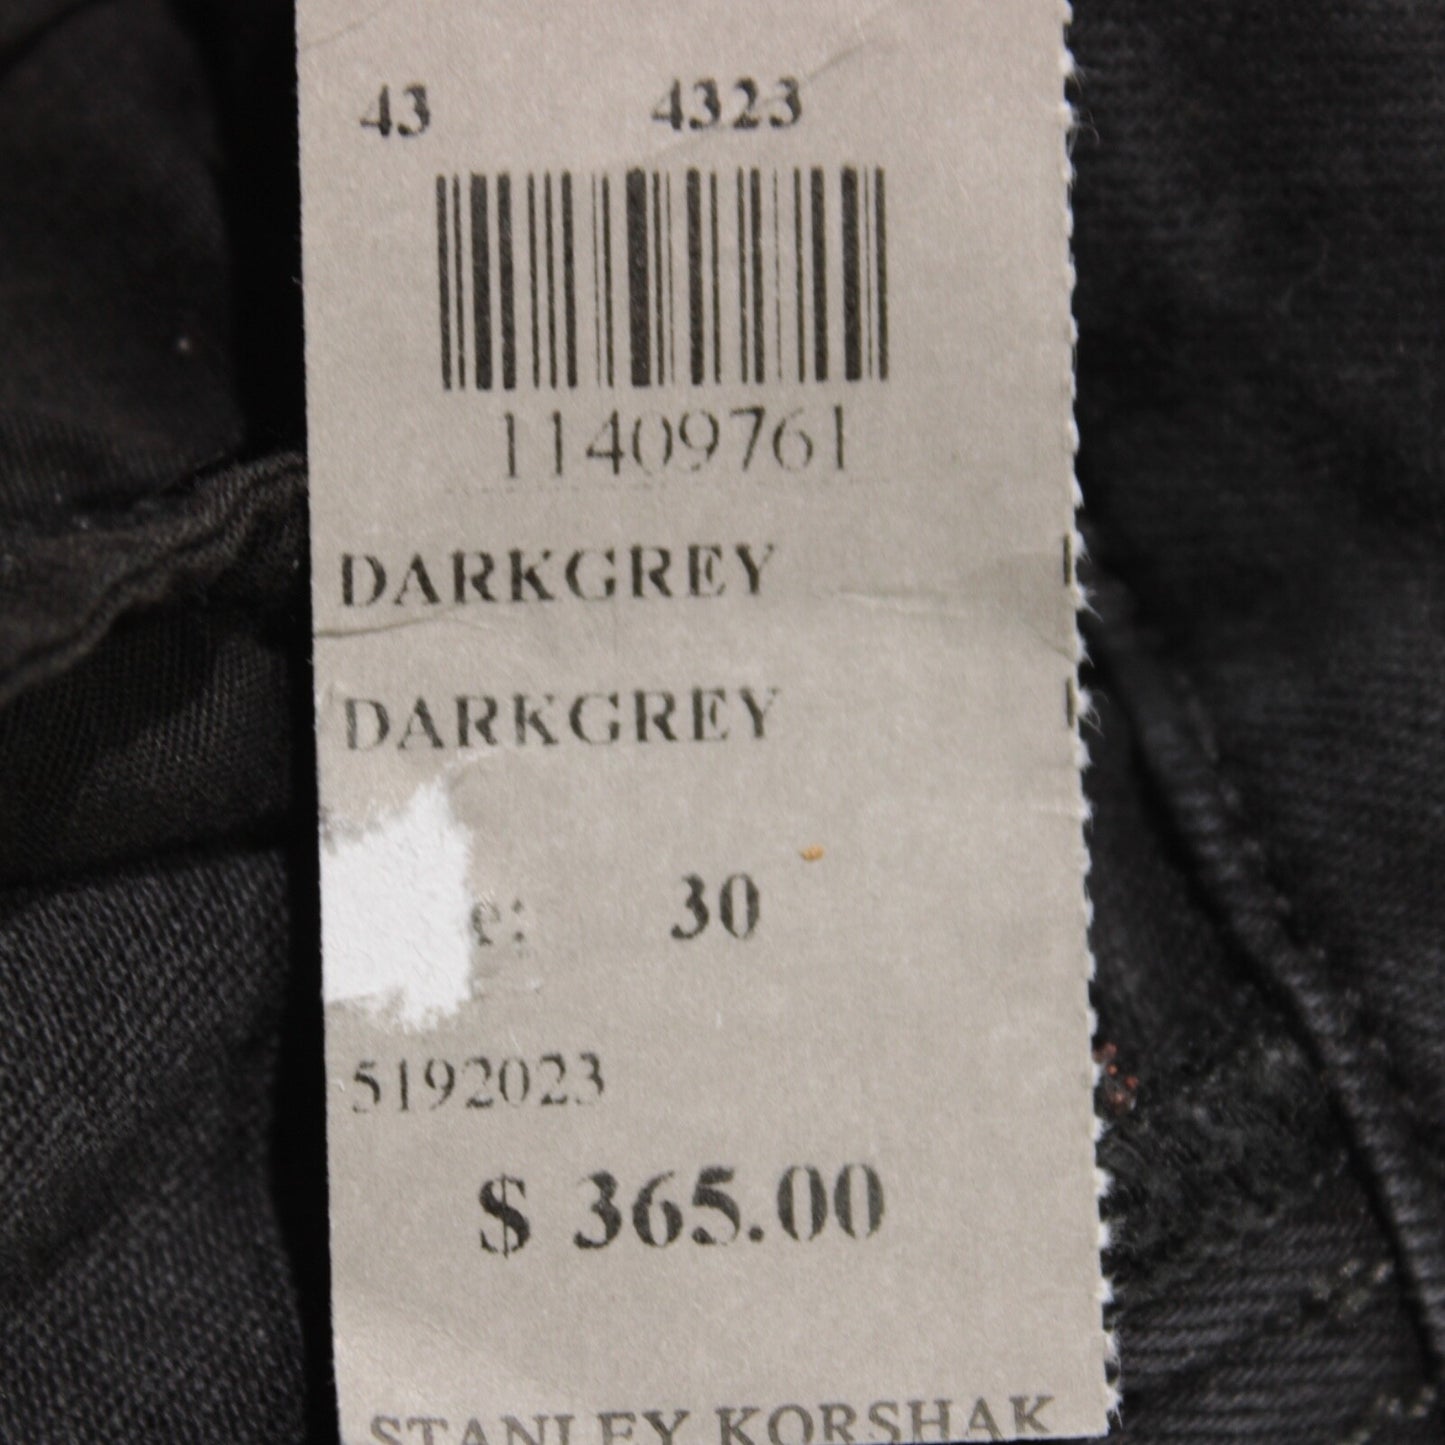 43 4323
11409761
DARKGREY
DARKGREY
30
5192023
$ 365.00
STANLEY KORSHAK